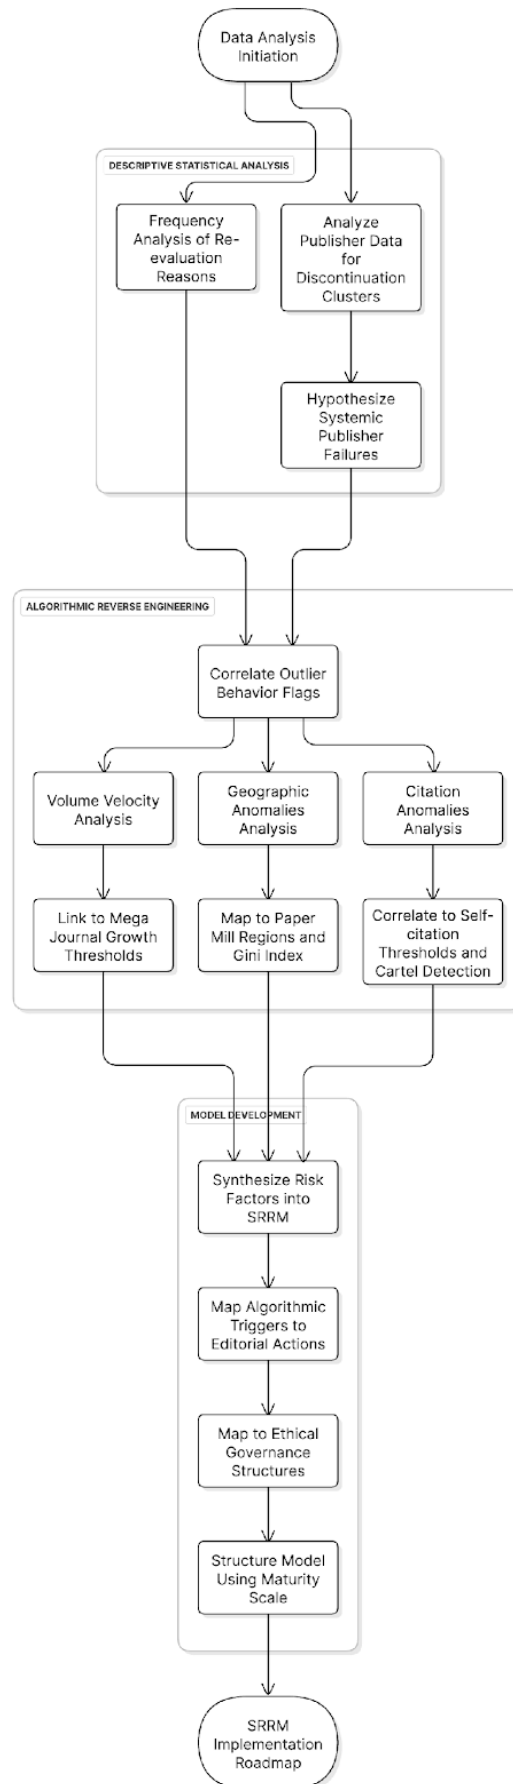 Data Analysis
Initiation
DESCRIPTIVE STATISTICAL ANALYSIS
Frequency
Analysis of Re-
evaluation
Reasons
Analyze
Publisher Data
for
Discontinuation
Clusters
Hypothesize
Systemic
Publisher
Failures
ALGORITHMIC REVERSE ENGINEERING
Correlate Outlier
Behavior Flags
Volume Velocity
Analysis
Geographic
Anomalies
Analysis
Citation
Anomalies
Analysis
Link to Mega
Journal Growth
Thresholds
Map to Paper
Mill Regions and
Gini Index
Correlate to Self-
citation
Thresholds and
Cartel Detection
MODEL DEVELOPMENT
Synthesize Risk
Factors into
SRRM
Map Algorithmic
Triggers to
Editorial Actions
Map to Ethical
Governance
Structures
Structure Model
Using Maturity
Scale
SRRM
Implementation
Roadmap